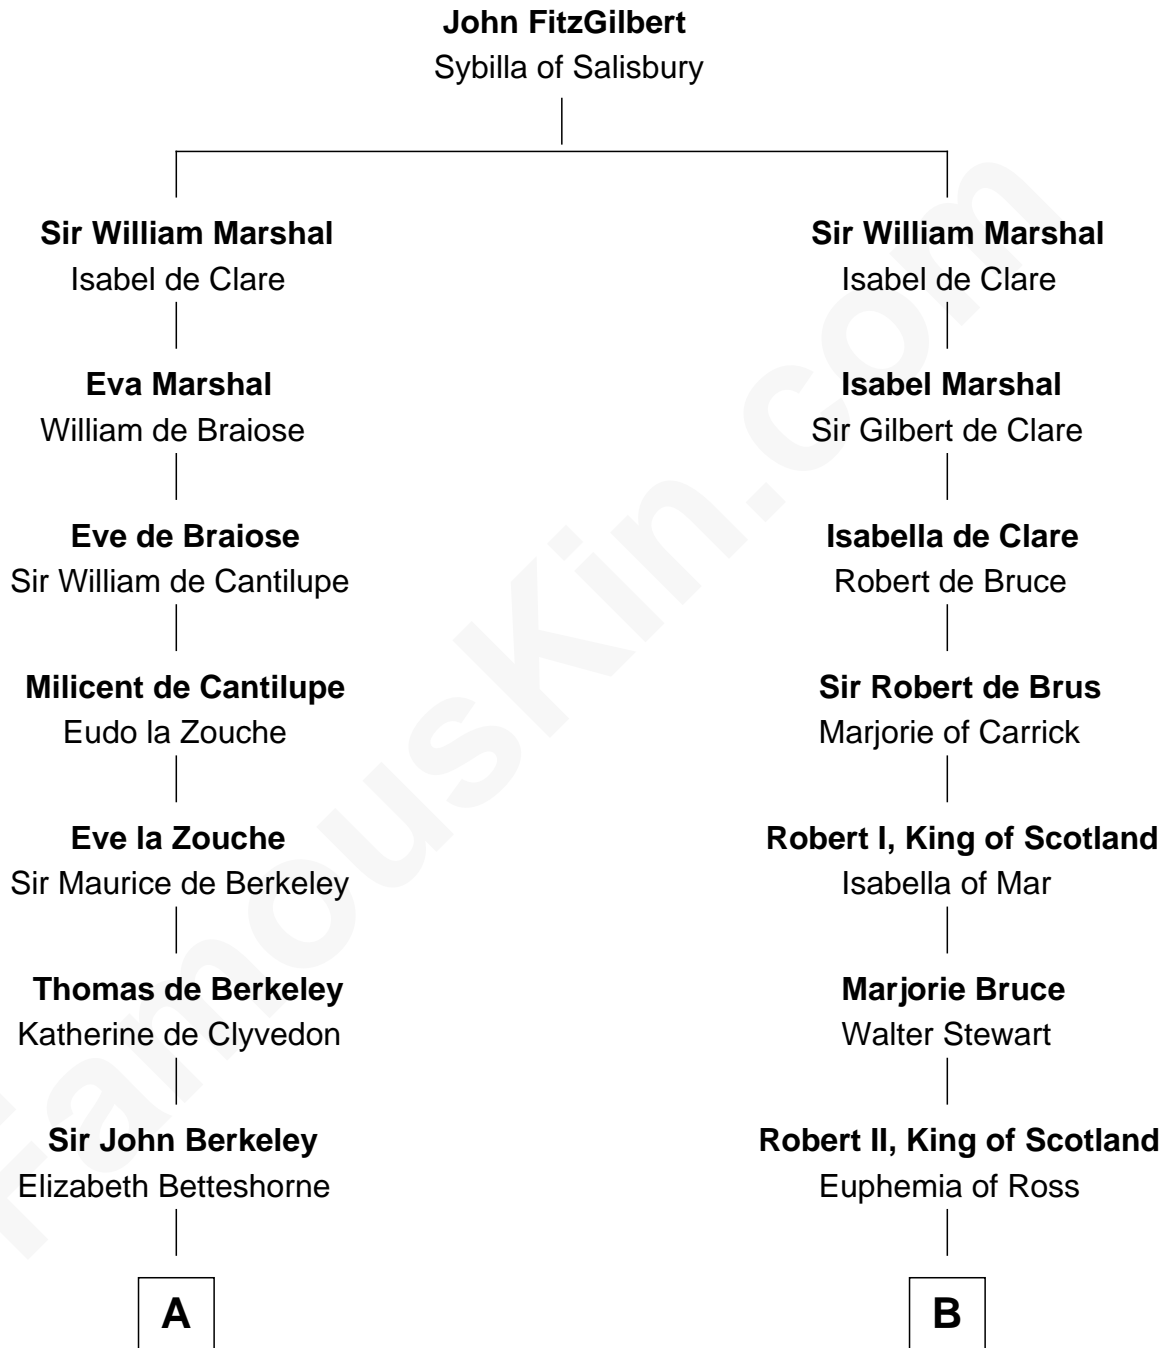 John FitzGilbert
Sybilla of Salisbury
Sir William Marshal
Isabel de Clare
Eva Marshal
William de Braiose
Eve de Braiose
Sir William de Cantilupe
Milicent de Cantilupe
Eudo la Zouche
Eve la Zouche
Sir Maurice de Berkeley
Thomas de Berkeley
Katherine de Clyvedon
Sir John Berkeley
Elizabeth Betteshorne
A
Sir William Marshal
Isabel de Clare
Isabel Marshal
Sir Gilbert de Clare
Isabella de Clare
Robert de Bruce
Sir Robert de Brus
Marjorie of Carrick
Robert I, King of Scotland
Isabella of Mar
Marjorie Bruce
Walter Stewart
Robert II, King of Scotland
Euphemia of Ross
B
FamousKin.com